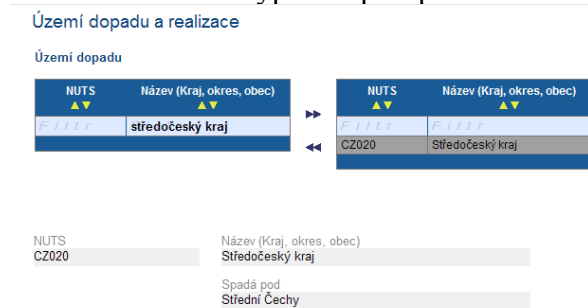 Území dopadu a realizace
Území dopadu
NUTS Název (Kraj, okres, obec) NUTS Název (Kraj, okres, obec)
Filtr středočeský kraj Filtr Filtr
CZ020 Středočeský kraj
NUTS Název (Kraj, okres, obec)
CZ020 Středočeský kraj
Spadá pod
Střední Čechy